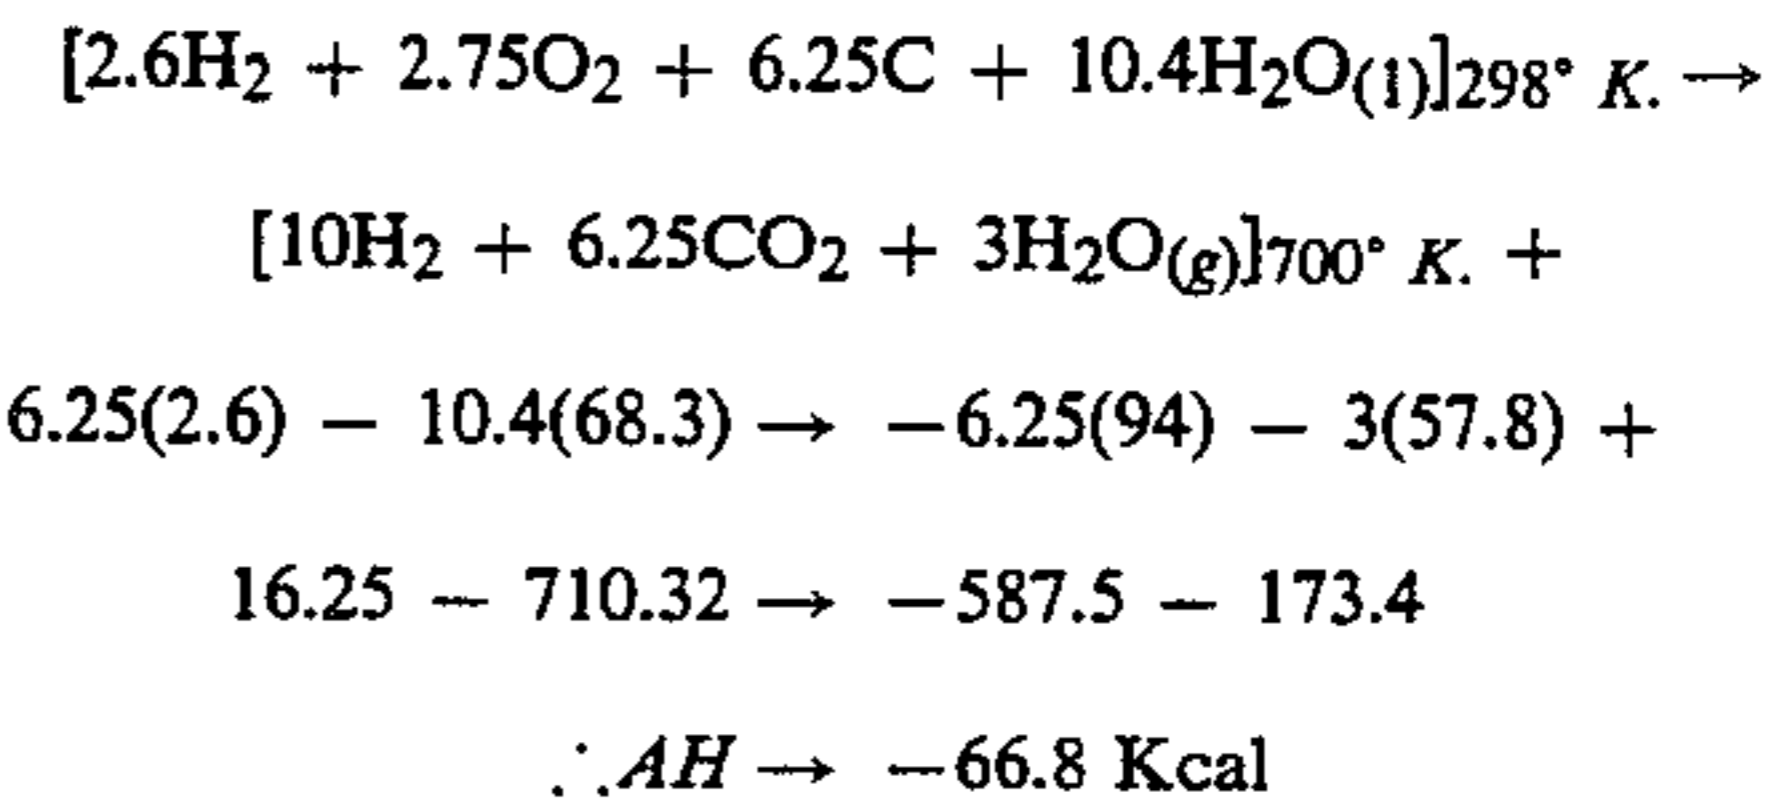 [2.6H₂ + 2.75O₂ + 6.25C + 10.4H₂O₍₁₎]₂₉₈° K. →
[10H₂ + 6.25CO₂ + 3H₂O(g)]₇₀₀° K. +
6.25(2.6) − 10.4(68.3) → −6.25(94) − 3(57.8) +
16.25 − 710.32 → −587.5 − 173.4
∴AH → −66.8 Kcal